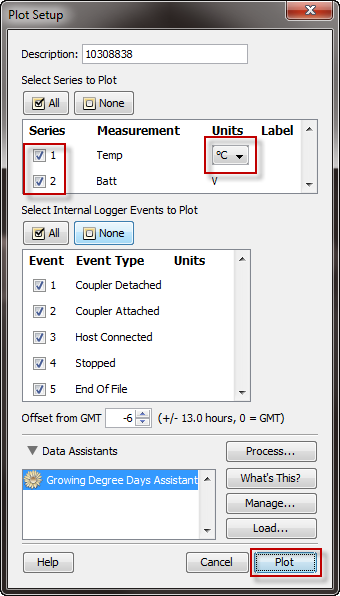 Plot Setup
Description: 10308838
Select Series to Plot
All None
Series Measurement Units Label
1 Temp °C
2 Batt V
Select Internal Logger Events to Plot
All None
Event Event Type Units
1 Coupler Detached
2 Coupler Attached
3 Host Connected
4 Stopped
5 End Of File
Offset from GMT -6 (+/- 13.0 hours, 0 = GMT)
Data Assistants Process...
Growing Degree Days Assistant What's This?
Manage...
Load...
Help Cancel Plot